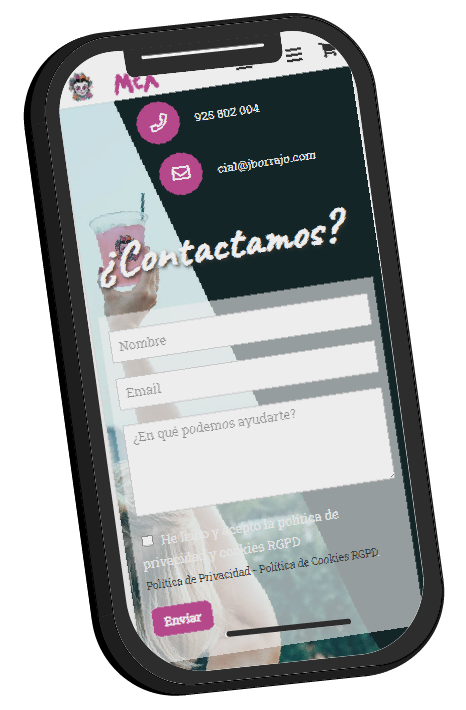 McX
925 802 004
cial@jborrajo.com
¿Contactamos?
Nombre
Email
¿En qué podemos ayudarte?
He leído y acepto la política de
privacidad y cookies RGPD
Política de Privacidad - Política de Cookies RGPD
Enviar